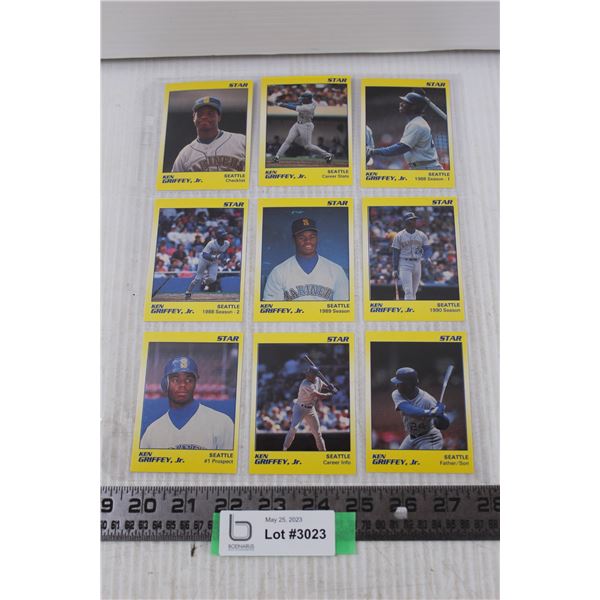 STAR
KEN SEATTLE
GRIFFEY, Jr. Checklist
STAR
KEN SEATTLE
GRIFFEY, Jr. Career Stats
STAR
KEN SEATTLE
GRIFFEY, Jr. 1988 Season - 1
STAR
KEN SEATTLE
GRIFFEY, Jr. 1988 Season - 2
STAR
KEN SEATTLE
GRIFFEY, Jr. 1989 Season
STAR
KEN SEATTLE
GRIFFEY, Jr. 1990 Season
STAR
KEN SEATTLE
GRIFFEY, Jr. #1 Prospect
STAR
KEN SEATTLE
GRIFFEY, Jr. Career Info
STAR
KEN SEATTLE
GRIFFEY, Jr. Father/Son
20 21 22 23 24 25 26 27 28
b
BODNARUS
May 25, 2023
Lot #3023